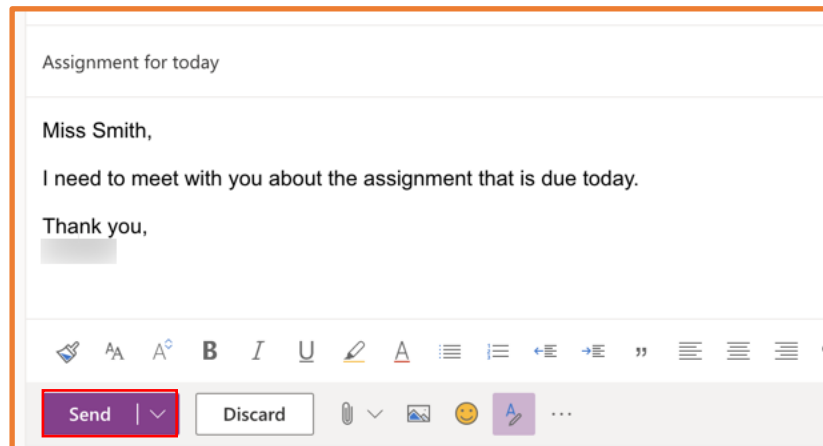 Assignment for today
Miss Smith,
I need to meet with you about the assignment that is due today.
Thank you,
Send Discard